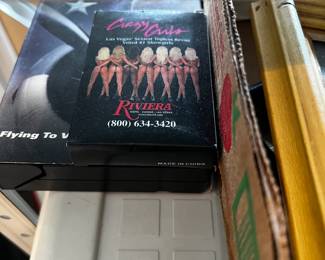 Crazy Girls
Las Vegas' Sexiest Topless Revue
Voted #1 Showgirls
RIVIERA
(800) 634-3420
Flying To V
MADE IN CHINA